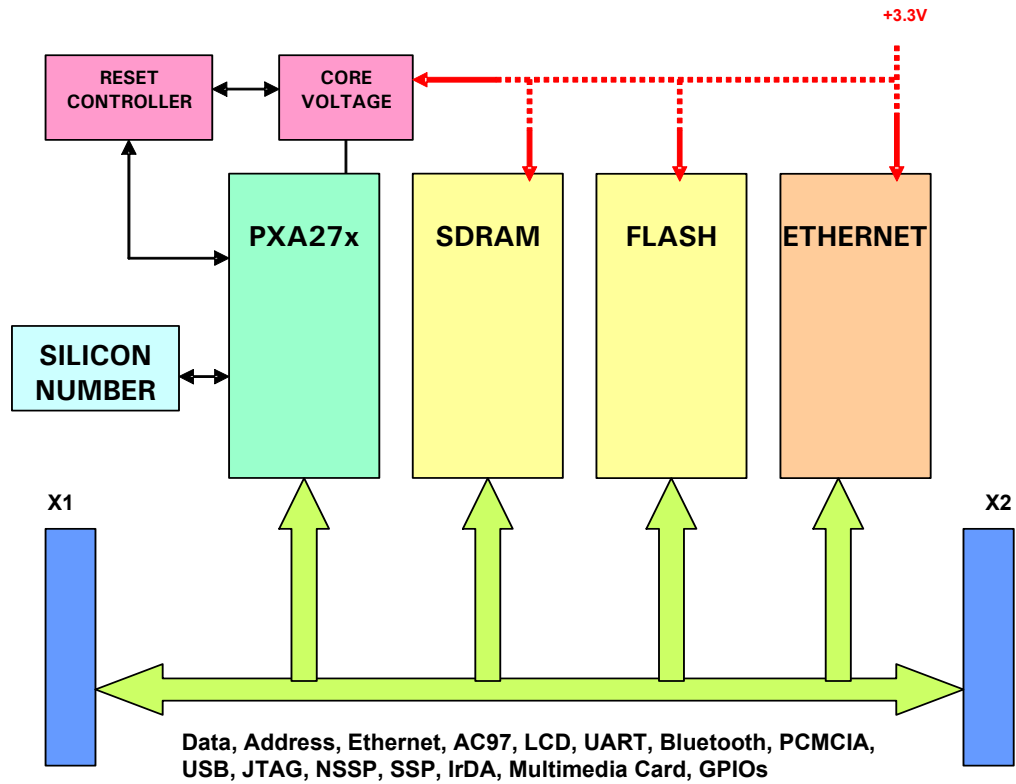 +3.3V
RESET
CONTROLLER
CORE
VOLTAGE
PXA27x
SDRAM
FLASH
ETHERNET
SILICON
NUMBER
X1
X2
Data, Address, Ethernet, AC97, LCD, UART, Bluetooth, PCMCIA,
USB, JTAG, NSSP, SSP, IrDA, Multimedia Card, GPIOs